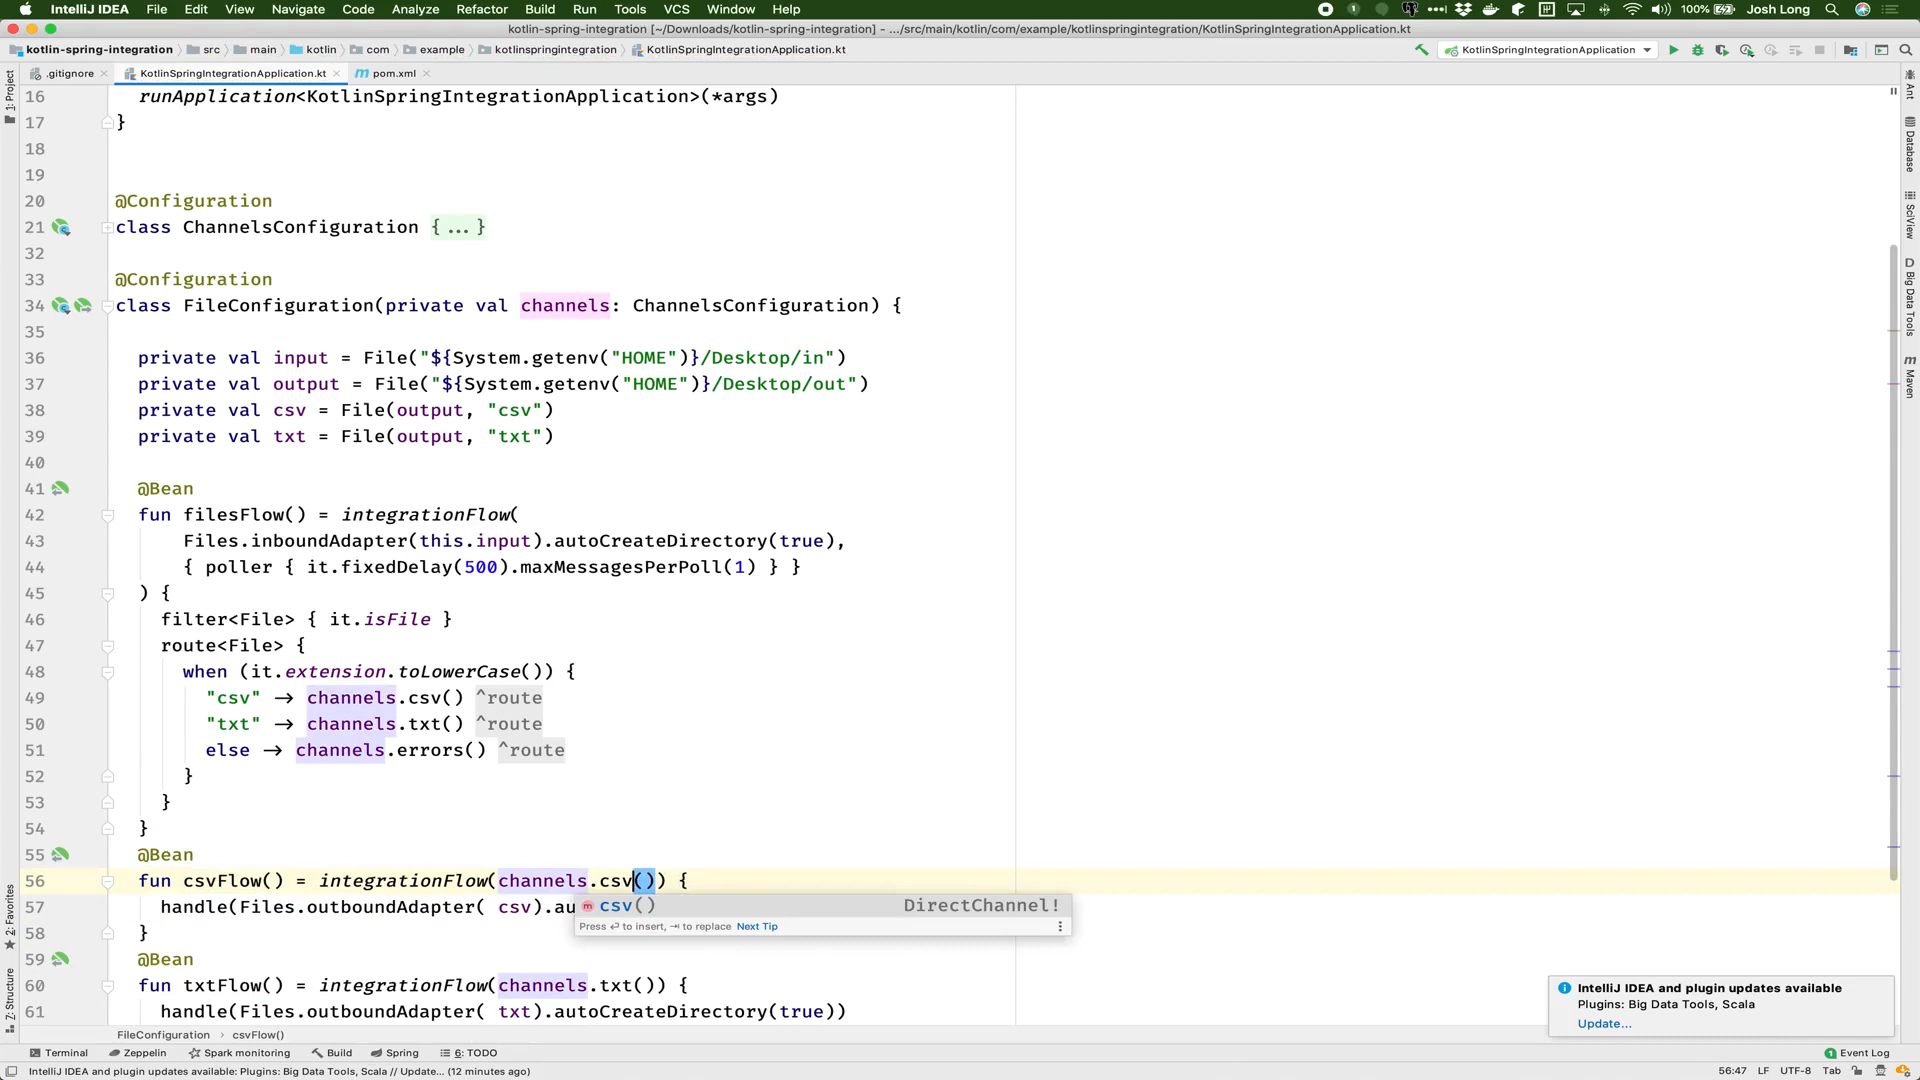 IntelliJ IDEA File Edit View Navigate Code Analyze Refactor Build Run Tools VCS Window Help 1 100% Josh Long
kotlin-spring-integration [~/Downloads/kotlin-spring-integration] - .../src/main/kotlin/com/example/kotlinspringintegration/KotlinSpringIntegrationApplication.kt
kotlin-spring-integration src main kotlin com example kotlinspringintegration KotlinSpringIntegrationApplication.kt KotlinSpringIntegrationApplication
.gitignore KotlinSpringIntegrationApplication.kt pom.xml
16 runApplication<KotlinSpringIntegrationApplication>(*args)
17 }
18
19
20 @Configuration
21 class ChannelsConfiguration {...}
32
33 @Configuration
34 class FileConfiguration(private val channels: ChannelsConfiguration) {
35
36 private val input = File("${System.getenv("HOME")}/Desktop/in")
37 private val output = File("${System.getenv("HOME")}/Desktop/out")
38 private val csv = File(output, "csv")
39 private val txt = File(output, "txt")
40
41 @Bean
42 fun filesFlow() = integrationFlow(
43 Files.inboundAdapter(this.input).autoCreateDirectory(true),
44 { poller { it.fixedDelay(500).maxMessagesPerPoll(1) } }
45 ) {
46 filter<File> { it.isFile }
47 route<File> {
48 when (it.extension.toLowerCase()) {
49 "csv" → channels.csv() ^route
50 "txt" → channels.txt() ^route
51 else → channels.errors() ^route
52 }
53 }
54 }
55 @Bean
56 fun csvFlow() = integrationFlow(channels.csv()) {
57 handle(Files.outboundAdapter( csv).au
m csv() DirectChannel!
Press ↵ to insert, ⇥ to replace Next Tip
58 }
59 @Bean
60 fun txtFlow() = integrationFlow(channels.txt()) {
61 handle(Files.outboundAdapter( txt).autoCreateDirectory(true))
1: Project
2: Favorites
7: Structure
Ant
Database
SciView
D Big Data Tools
m Maven
IntelliJ IDEA and plugin updates available
Plugins: Big Data Tools, Scala
Update...
FileConfiguration › csvFlow()
Terminal Zeppelin Spark monitoring Build Spring 6: TODO 1 Event Log
IntelliJ IDEA and plugin updates available: Plugins: Big Data Tools, Scala // Update... (12 minutes ago) 56:47 LF UTF-8 Tab